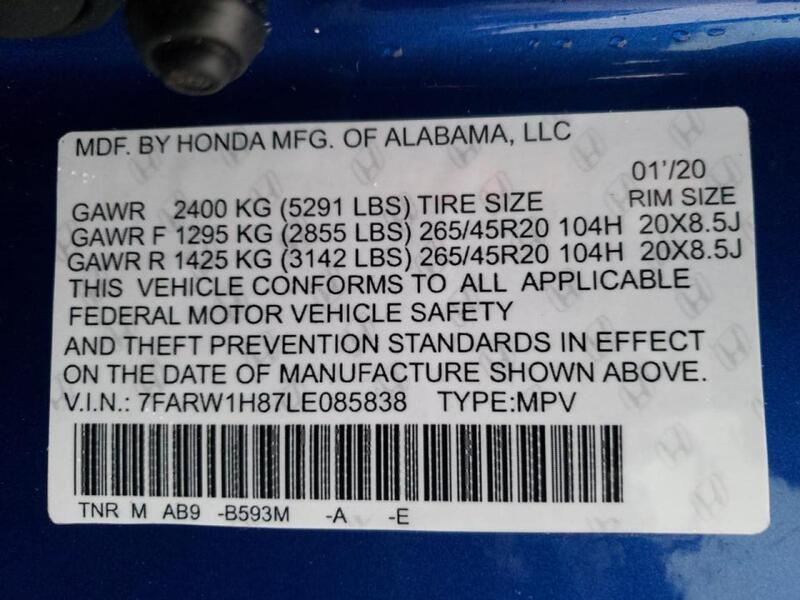 MDF. BY HONDA MFG. OF ALABAMA, LLC
01'/20
GAWR 2400 KG (5291 LBS) TIRE SIZE RIM SIZE
GAWR F 1295 KG (2855 LBS) 265/45R20 104H 20X8.5J
GAWR R 1425 KG (3142 LBS) 265/45R20 104H 20X8.5J
THIS VEHICLE CONFORMS TO ALL APPLICABLE
FEDERAL MOTOR VEHICLE SAFETY
AND THEFT PREVENTION STANDARDS IN EFFECT
ON THE DATE OF MANUFACTURE SHOWN ABOVE.
V.I.N.: 7FARW1H87LE085838 TYPE:MPV
TNR M AB9 -B593M -A -E